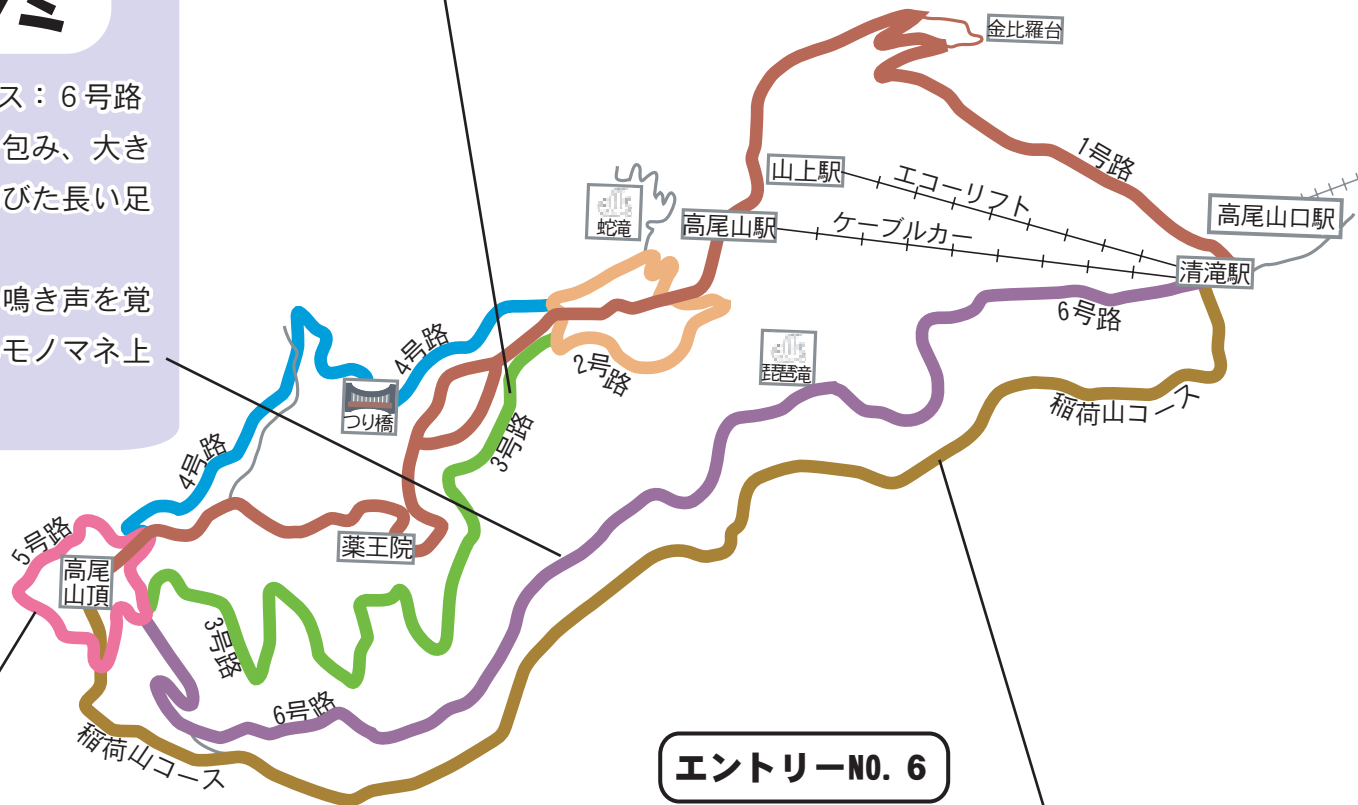 ス：６号路
包み、大き
びた長い足
鳴き声を覚
モノマネ上
金比羅台
1号路
山上駅
エコーリフト
高尾山口駅
蛇滝
高尾山駅
ケーブルカー
清滝駅
6号路
4号路
2号路
琵琶滝
つり橋
稲荷山コース
3号路
4号路
5号路
薬王院
高尾
山頂
3号路
6号路
稲荷山コース
エントリーNO. 6